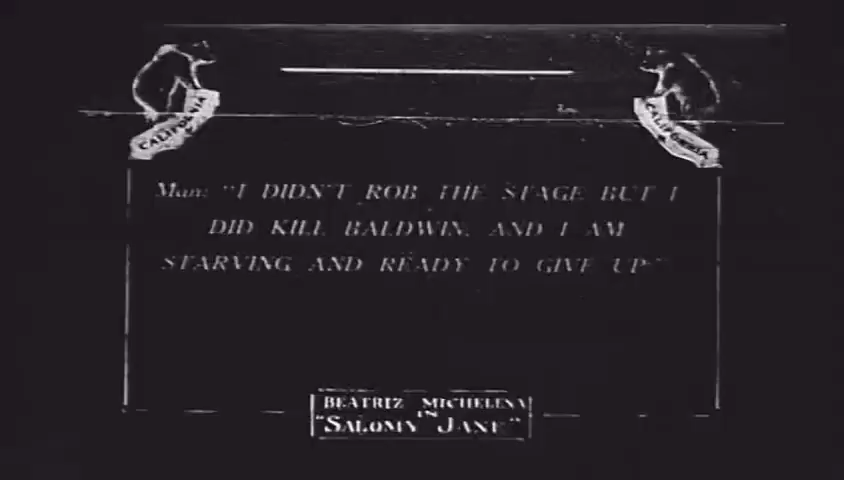 CALIFORNIA
CALIFORNIA
Man: "I DIDN'T ROB THE STAGE BUT I
DID KILL BALDWIN, AND I AM
STARVING AND READY TO GIVE UP."
BEATRIZ MICHELENA
IN
"SALOMY JANE"